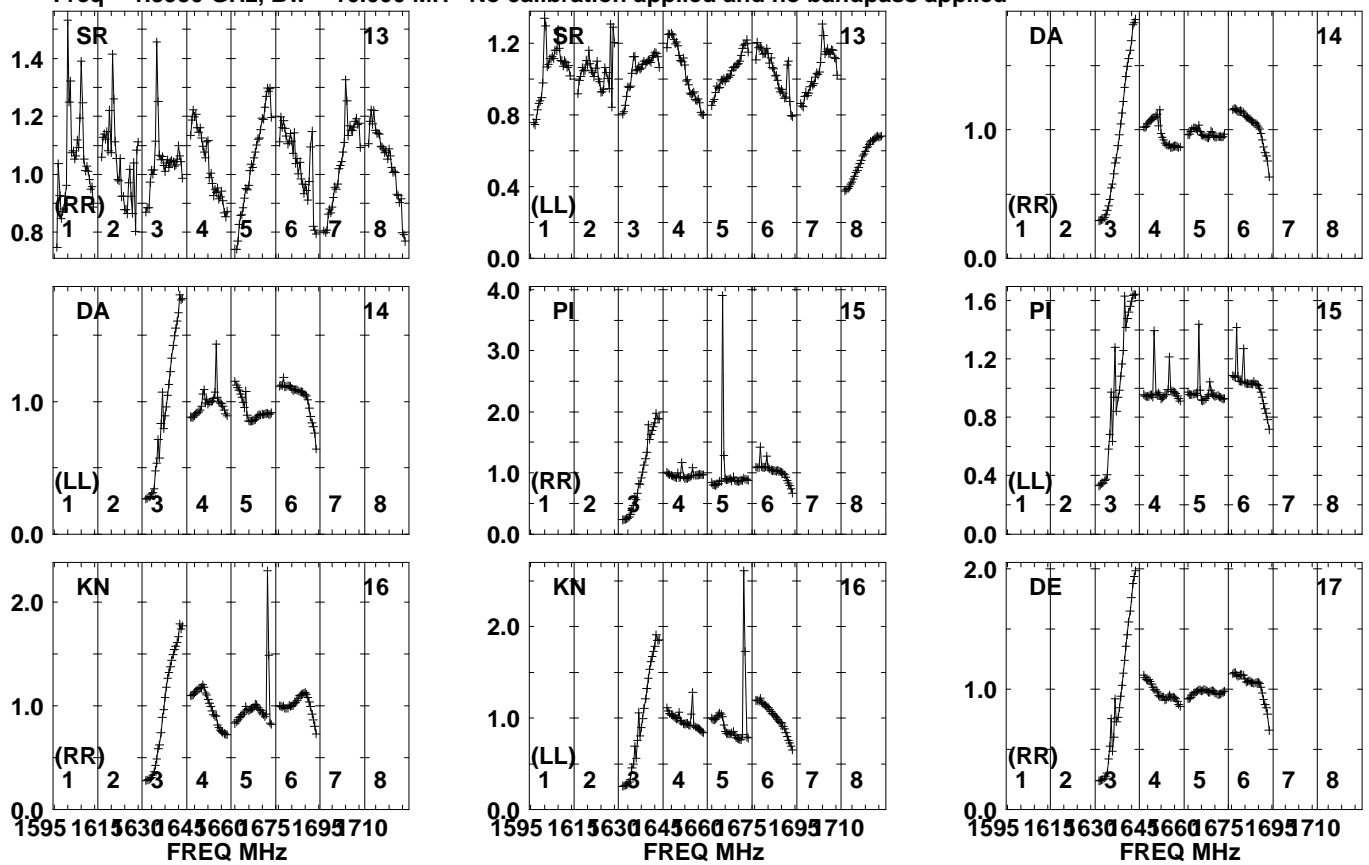 SR 13
1.4
1.2
1.0
0.8
(RR)
1 2 3 4 5 6 7 8
SR 13
1.2
0.8
0.4
0.0
(LL)
1 2 3 4 5 6 7 8
DA 14
1.0
0.0
(RR)
1 2 3 4 5 6 7 8
DA 14
1.0
0.0
(LL)
1 2 3 4 5 6 7 8
PI 15
4.0
3.0
2.0
1.0
0.0
(RR)
1 2 3 4 5 6 7 8
PI 15
1.6
1.2
0.8
0.4
0.0
(LL)
1 2 3 4 5 6 7 8
KN 16
2.0
1.0
0.0
(RR)
1 2 3 4 5 6 7 8
1595 1615 1630 1645 1660 1675 1695 1710
FREQ MHz
KN 16
2.0
1.0
0.0
(LL)
1 2 3 4 5 6 7 8
1595 1615 1630 1645 1660 1675 1695 1710
FREQ MHz
DE 17
2.0
1.0
0.0
(RR)
1 2 3 4 5 6 7 8
1595 1615 1630 1645 1660 1675 1695 1710
FREQ MHz